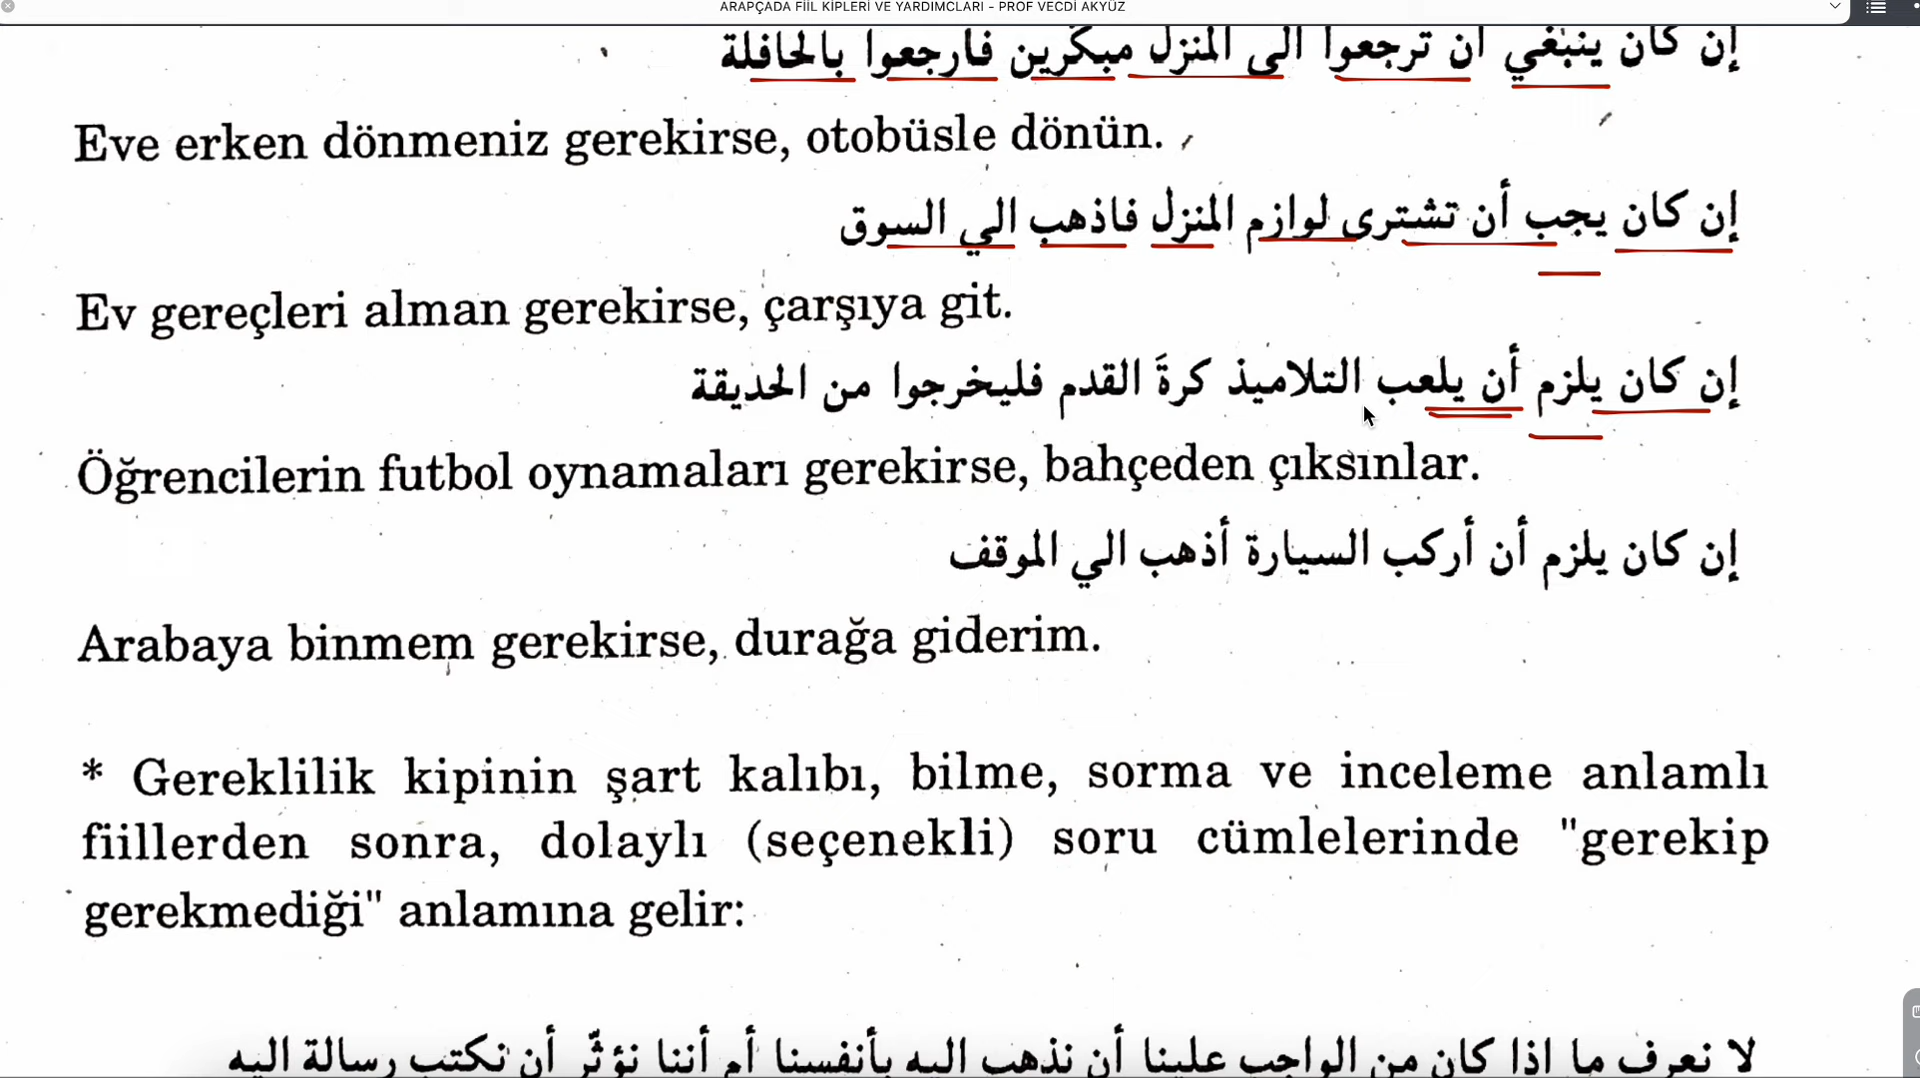 ARAPÇADA FİİL KİPLERİ VE YARDIMCLARI - PROF VECDİ AKYÜZ
إن كان ينبغي أن ترجعوا الى المنزل مبكّرين فارجعوا بالحافلة
Eve erken dönmeniz gerekirse, otobüsle dönün.
إن كان يجب أن تشترى لوازم المنزل فاذهب الي السوق
Ev gereçleri alman gerekirse, çarşıya git.
إن كان يلزم أن يلعب التلاميذ كرةَ القدم فليخرجوا من الحديقة
Öğrencilerin futbol oynamaları gerekirse, bahçeden çıksınlar.
إن كان يلزم أن أركب السيارة أذهب الي الموقف
Arabaya binmem gerekirse, durağa giderim.
* Gereklilik kipinin şart kalıbı, bilme, sorma ve inceleme anlamlı
fiillerden sonra, dolaylı (seçenekli) soru cümlelerinde "gerekip
gerekmediği" anlamına gelir:
لا نعرف ما اذا كان من الواجب علينا أن نذهب اليه بأنفسنا أم أننا نؤثّر أن نكتب رسالة اليه